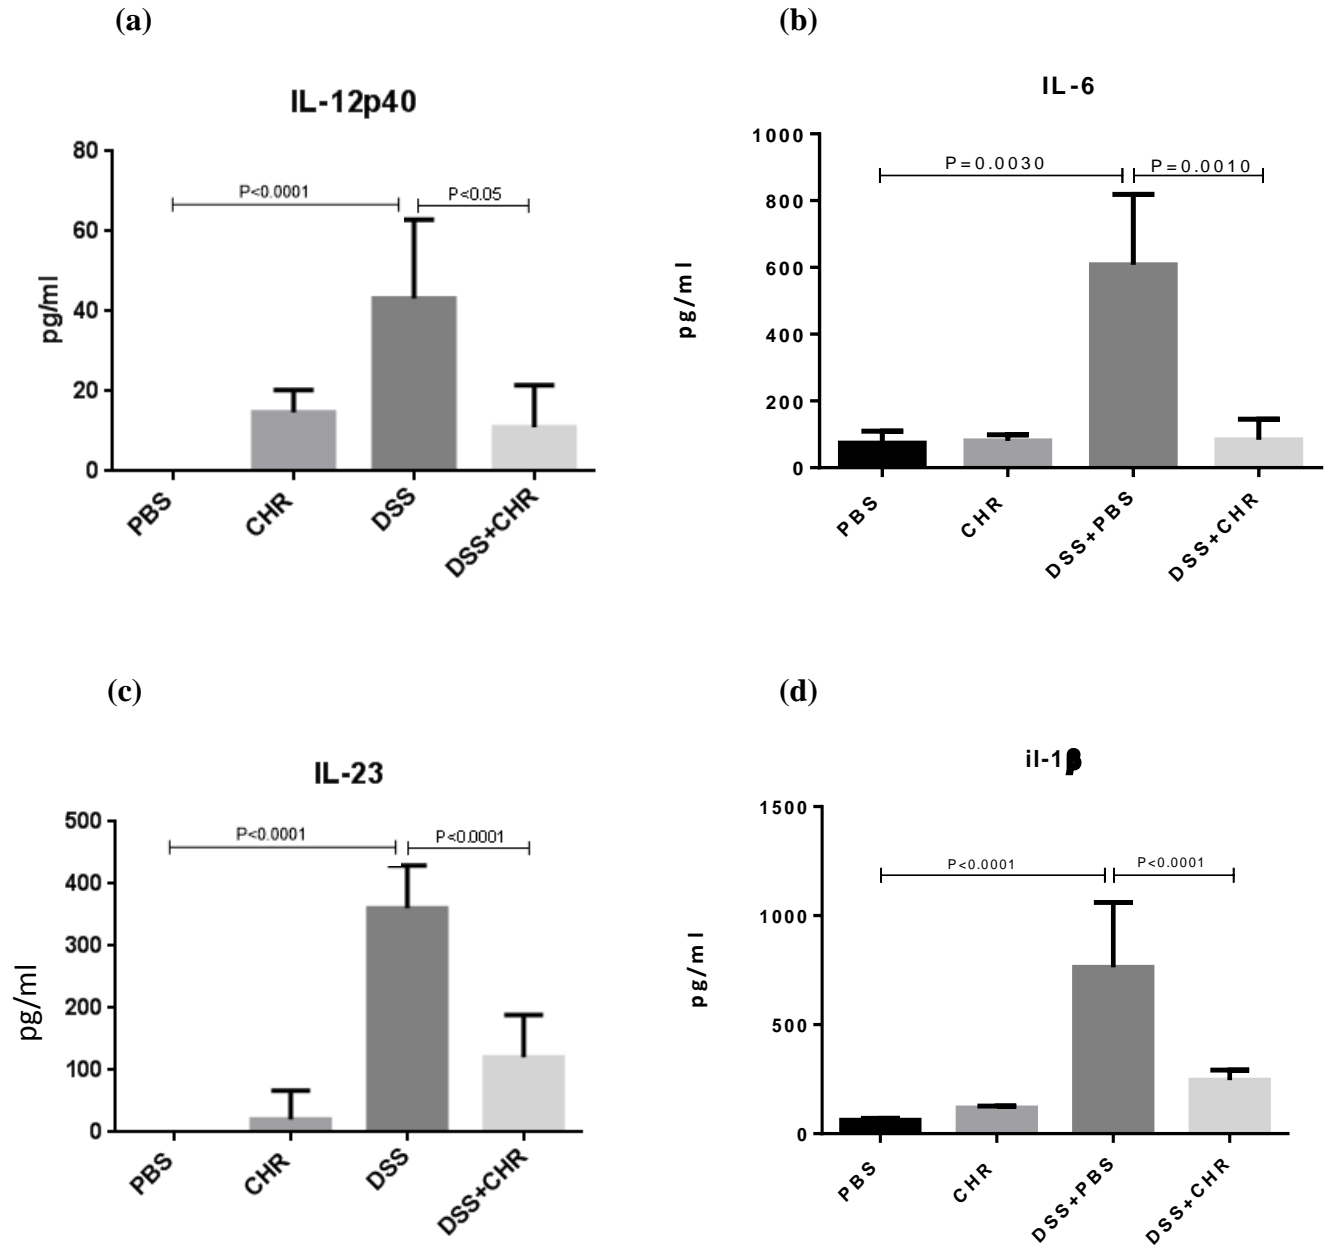 (a)
IL-12p40
80
60
40
20
0
pg/ml
P<0.0001
P<0.05
PBS
CHR
DSS
DSS+CHR
(b)
IL-6
1000
800
600
400
200
0
pg/ml
P=0.0030
P=0.0010
PBS
CHR
DSS+PBS
DSS+CHR
(c)
IL-23
500
400
300
200
100
0
pg/ml
P<0.0001
P<0.0001
PBS
CHR
DSS
DSS+CHR
(d)
il-1β
1500
1000
500
0
pg/ml
P<0.0001
P<0.0001
PBS
CHR
DSS+PBS
DSS+CHR